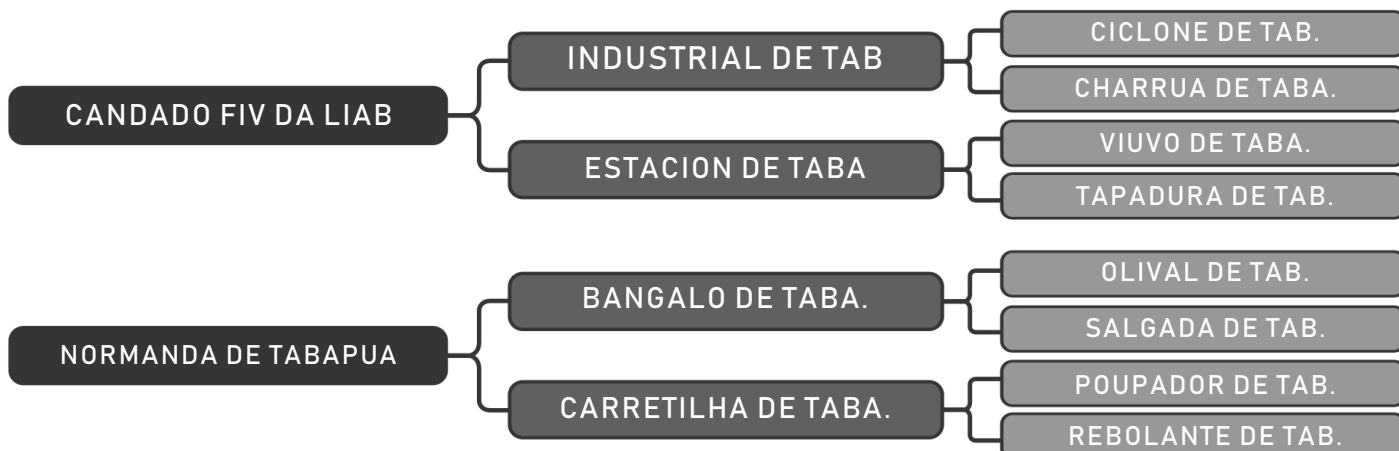 CICLONE DE TAB.
INDUSTRIAL DE TAB
CHARRUA DE TABA.
CANDADO FIV DA LIAB
VIUVO DE TABA.
ESTACION DE TABA
TAPADURA DE TAB.
OLIVAL DE TAB.
BANGALO DE TABA.
SALGADA DE TAB.
NORMANDA DE TABAPUA
POUPADOR DE TAB.
CARRETILHA DE TABA.
REBOLANTE DE TAB.